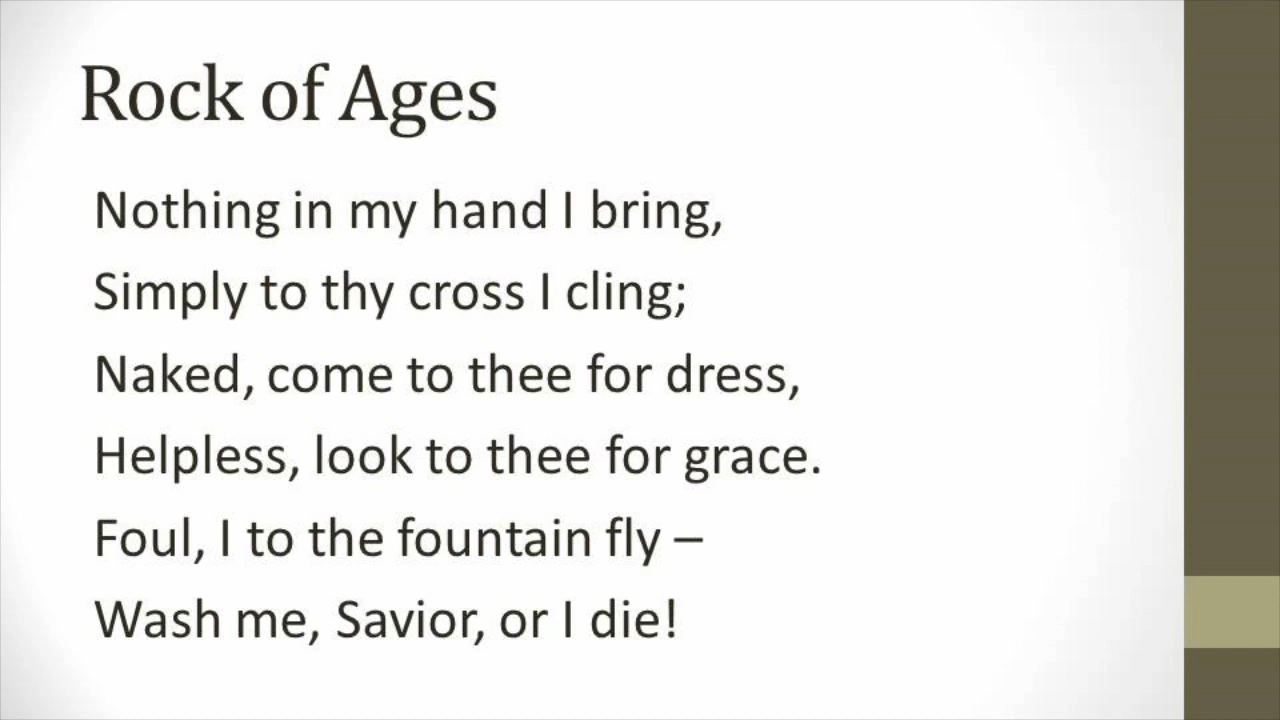 Rock of Ages
Nothing in my hand I bring,
Simply to thy cross I cling;
Naked, come to thee for dress,
Helpless, look to thee for grace.
Foul, I to the fountain fly –
Wash me, Savior, or I die!